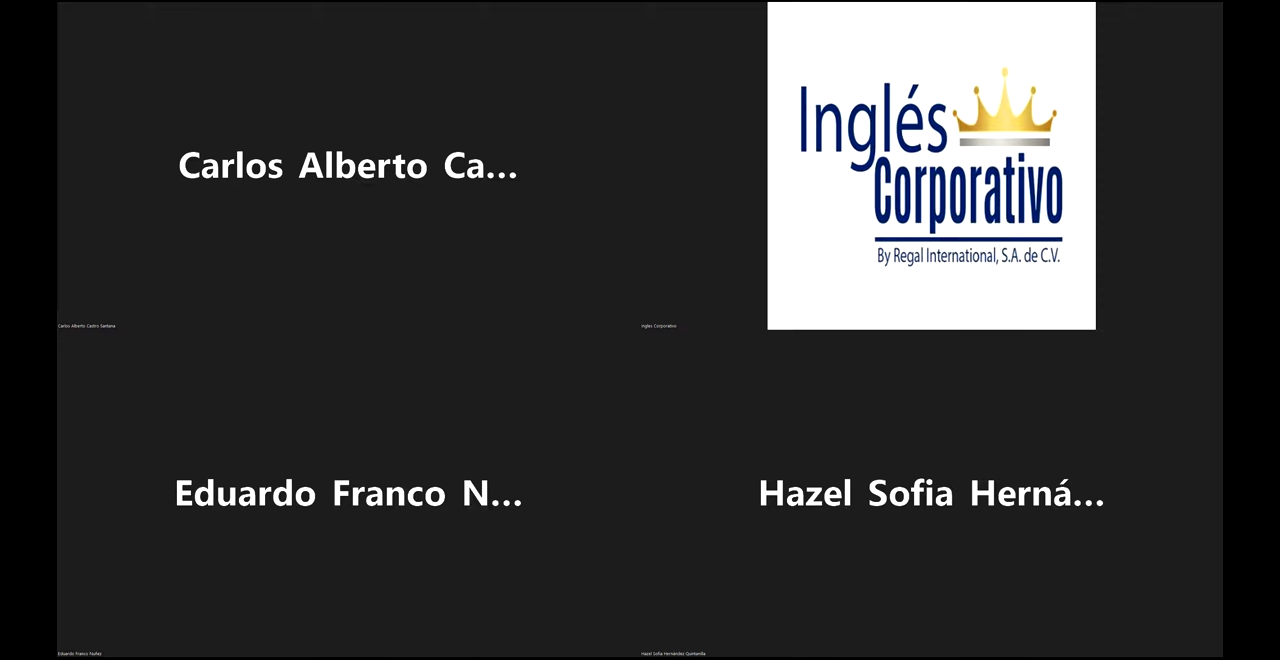 Carlos Alberto Ca...
Inglés
Corporativo
By Regal International, S.A. de C.V.
Carlos Alberto Castro Santana
Ingles Corporativo
Eduardo Franco N...
Hazel Sofia Herná...
Eduardo Franco Nuñez
Hazel Sofia Hernández Quintanilla